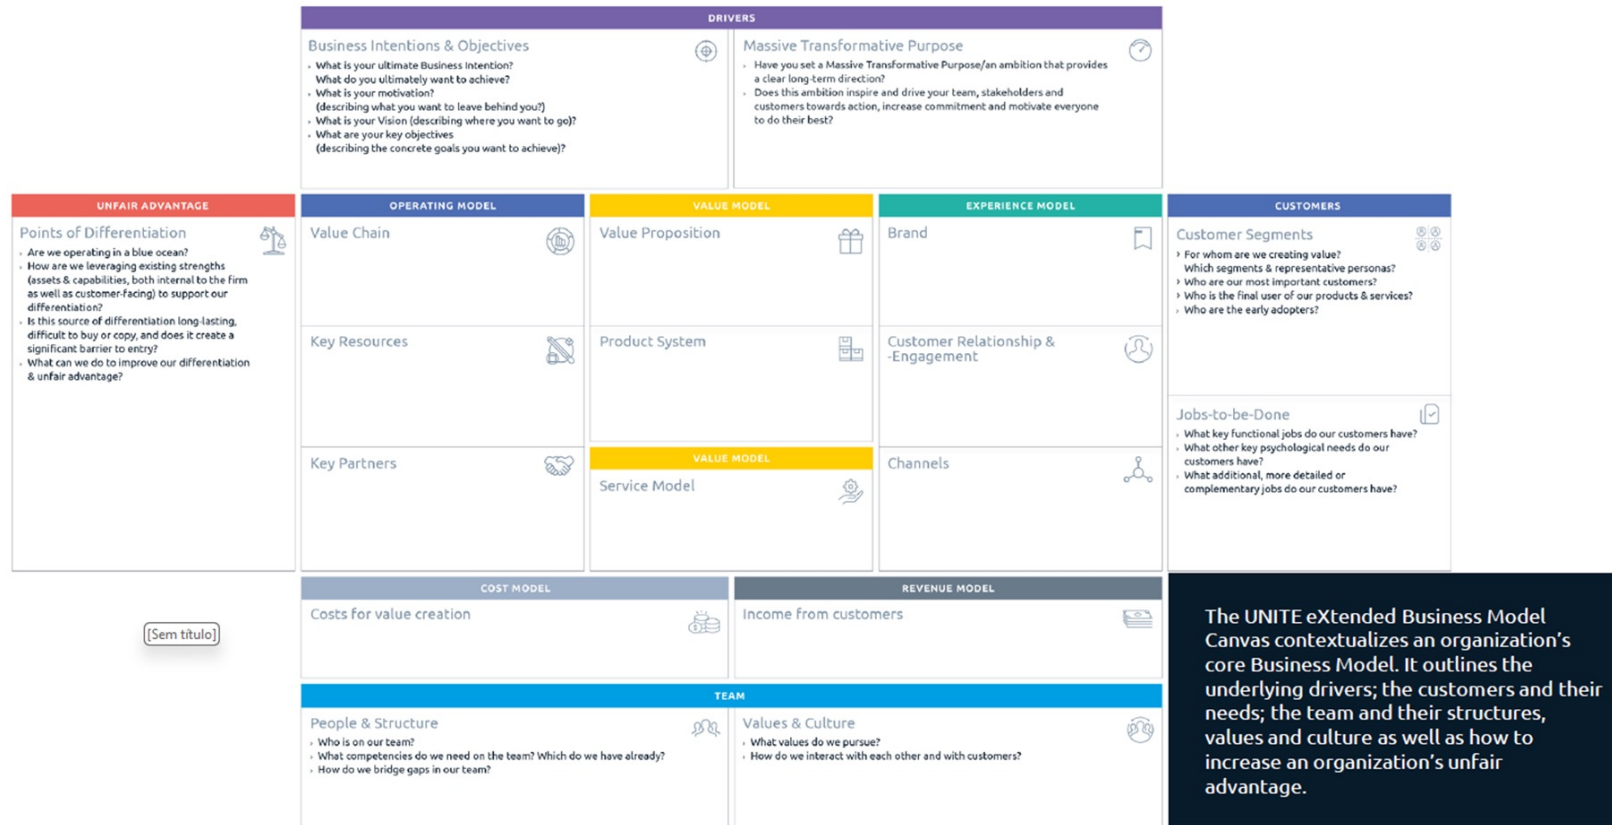 DRIVERS
Business Intentions & Objectives
What is your ultimate Business Intention?
What do you ultimately want to achieve?
What is your motivation?
(describing what you want to leave behind you?)
What is your Vision (describing where you want to go)?
What are your key objectives
(describing the concrete goals you want to achieve)?
Massive Transformative Purpose
Have you set a Massive Transformative Purpose/an ambition that provides
a clear long-term direction?
Does this ambition inspire and drive your team, stakeholders and
customers towards action, increase commitment and motivate everyone
to do their best?
UNFAIR ADVANTAGE
Points of Differentiation
Are we operating in a blue ocean?
How are we leveraging existing strengths
(assets & capabilities, both internal to the firm
as well as customer-facing) to support our
differentiation?
Is this source of differentiation long-lasting,
difficult to buy or copy, and does it create a
significant barrier to entry?
What can we do to improve our differentiation
& unfair advantage?
OPERATING MODEL
Value Chain
Key Resources
Key Partners
VALUE MODEL
Value Proposition
Product System
VALUE MODEL
Service Model
EXPERIENCE MODEL
Brand
Customer Relationship &
-Engagement
Channels
CUSTOMERS
Customer Segments
For whom are we creating value?
Which segments & representative personas?
Who are our most important customers?
Who is the final user of our products & services?
Who are the early adopters?
Jobs-to-be-Done
What key functional jobs do our customers have?
What other key psychological needs do our
customers have?
What additional, more detailed or
complementary jobs do our customers have?
COST MODEL
Costs for value creation
REVENUE MODEL
Income from customers
[Sem título]
TEAM
People & Structure
Who is on our team?
What competencies do we need on the team? Which do we have already?
How do we bridge gaps in our team?
Values & Culture
What values do we pursue?
How do we interact with each other and with customers?
The UNITE eXtended Business Model
Canvas contextualizes an organization's
core Business Model. It outlines the
underlying drivers; the customers and their
needs; the team and their structures,
values and culture as well as how to
increase an organization's unfair
advantage.